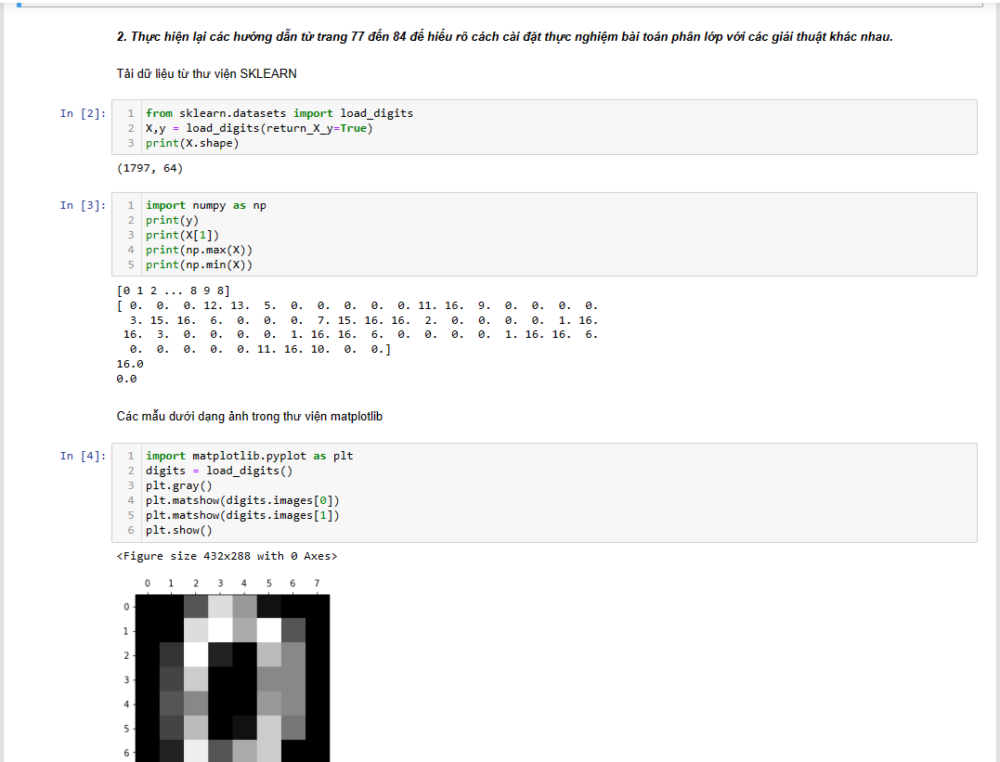 2. Thực hiện lại các hướng dẫn từ trang 77 đến 84 để hiểu rõ cách cài đặt thực nghiệm bài toán phân lớp với các giải thuật khác nhau.
Tải dữ liệu từ thư viện SKLEARN
In [2]:
1 from sklearn.datasets import load_digits
2 X,y = load_digits(return_X_y=True)
3 print(X.shape)
(1797, 64)
In [3]:
1 import numpy as np
2 print(y)
3 print(X[1])
4 print(np.max(X))
5 print(np.min(X))
[0 1 2 ... 8 9 8]
[ 0. 0. 0. 12. 13. 5. 0. 0. 0. 0. 0. 11. 16. 9. 0. 0. 0. 0.
3. 15. 16. 6. 0. 0. 0. 7. 15. 16. 16. 2. 0. 0. 0. 0. 1. 16.
16. 3. 0. 0. 0. 0. 1. 16. 16. 6. 0. 0. 0. 0. 1. 16. 16. 6.
0. 0. 0. 0. 0. 11. 16. 10. 0. 0.]
16.0
0.0
Các mẫu dưới dạng ảnh trong thư viện matplotlib
In [4]:
1 import matplotlib.pyplot as plt
2 digits = load_digits()
3 plt.gray()
4 plt.matshow(digits.images[0])
5 plt.matshow(digits.images[1])
6 plt.show()
<Figure size 432x288 with 0 Axes>
0 1 2 3 4 5 6 7
0
1
2
3
4
5
6